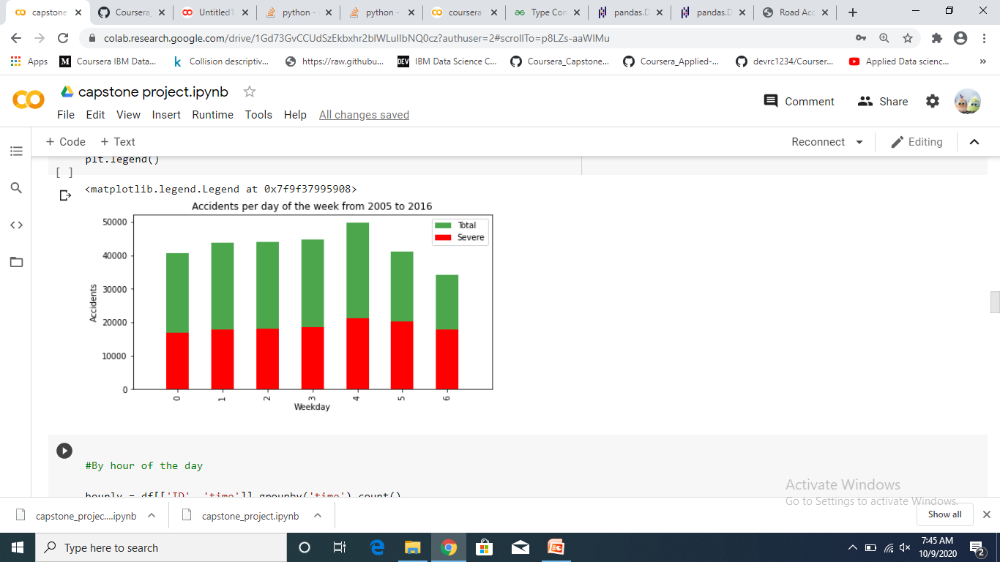 capstone
Coursera_
Untitled1
python -
python -
coursera
Type Con
pandas.D
pandas.D
Road Acc
colab.research.google.com/drive/1Gd73GvCCUdSzEkbxhr2blWLuIlbNQ0cz?authuser=2#scrollTo=p8LZs-aaWlMu
Apps
Coursera IBM Data...
Collision descriptiv...
https://raw.githubu...
DEV IBM Data Science C...
Coursera_Capstone...
Coursera_Applied-...
devrc1234/Courser...
Applied Data scienc...
capstone project.ipynb
Comment
Share
File Edit View Insert Runtime Tools Help All changes saved
+ Code + Text
Reconnect
Editing
plt.legend()
[ ]
<matplotlib.legend.Legend at 0x7f9f37995908>
Accidents per day of the week from 2005 to 2016
Total
Severe
50000
40000
30000
20000
10000
0
Accidents
0 1 2 3 4 5 6
Weekday
#By hour of the day
hourly = df[['ID', 'time']].groupby('time').count()
Activate Windows
Go to Settings to activate Windows.
capstone_projec....ipynb
capstone_project.ipynb
Show all
Type here to search
7:45 AM
10/9/2020
2